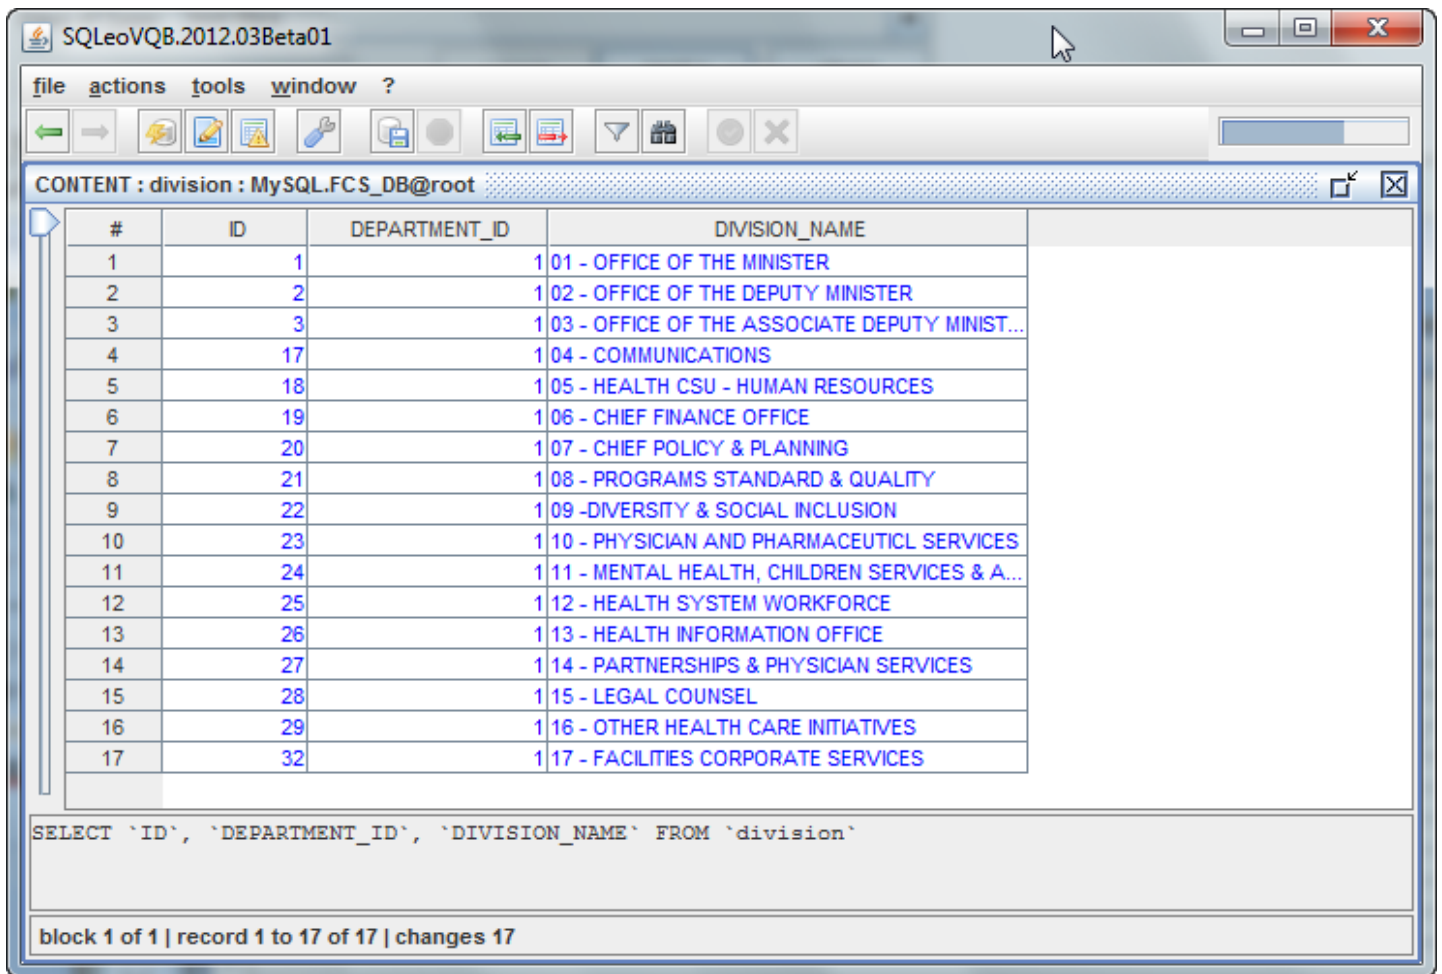 SQLeoVQB.2012.03Beta01
file actions tools window ?
CONTENT : division : MySQL.FCS_DB@root
# ID DEPARTMENT_ID DIVISION_NAME
1 1 1 01 - OFFICE OF THE MINISTER
2 2 1 02 - OFFICE OF THE DEPUTY MINISTER
3 3 1 03 - OFFICE OF THE ASSOCIATE DEPUTY MINIST...
4 17 1 04 - COMMUNICATIONS
5 18 1 05 - HEALTH CSU - HUMAN RESOURCES
6 19 1 06 - CHIEF FINANCE OFFICE
7 20 1 07 - CHIEF POLICY & PLANNING
8 21 1 08 - PROGRAMS STANDARD & QUALITY
9 22 1 09 -DIVERSITY & SOCIAL INCLUSION
10 23 1 10 - PHYSICIAN AND PHARMACEUTICL SERVICES
11 24 1 11 - MENTAL HEALTH, CHILDREN SERVICES & A...
12 25 1 12 - HEALTH SYSTEM WORKFORCE
13 26 1 13 - HEALTH INFORMATION OFFICE
14 27 1 14 - PARTNERSHIPS & PHYSICIAN SERVICES
15 28 1 15 - LEGAL COUNSEL
16 29 1 16 - OTHER HEALTH CARE INITIATIVES
17 32 1 17 - FACILITIES CORPORATE SERVICES
SELECT `ID`, `DEPARTMENT_ID`, `DIVISION_NAME` FROM `division`
block 1 of 1 | record 1 to 17 of 17 | changes 17